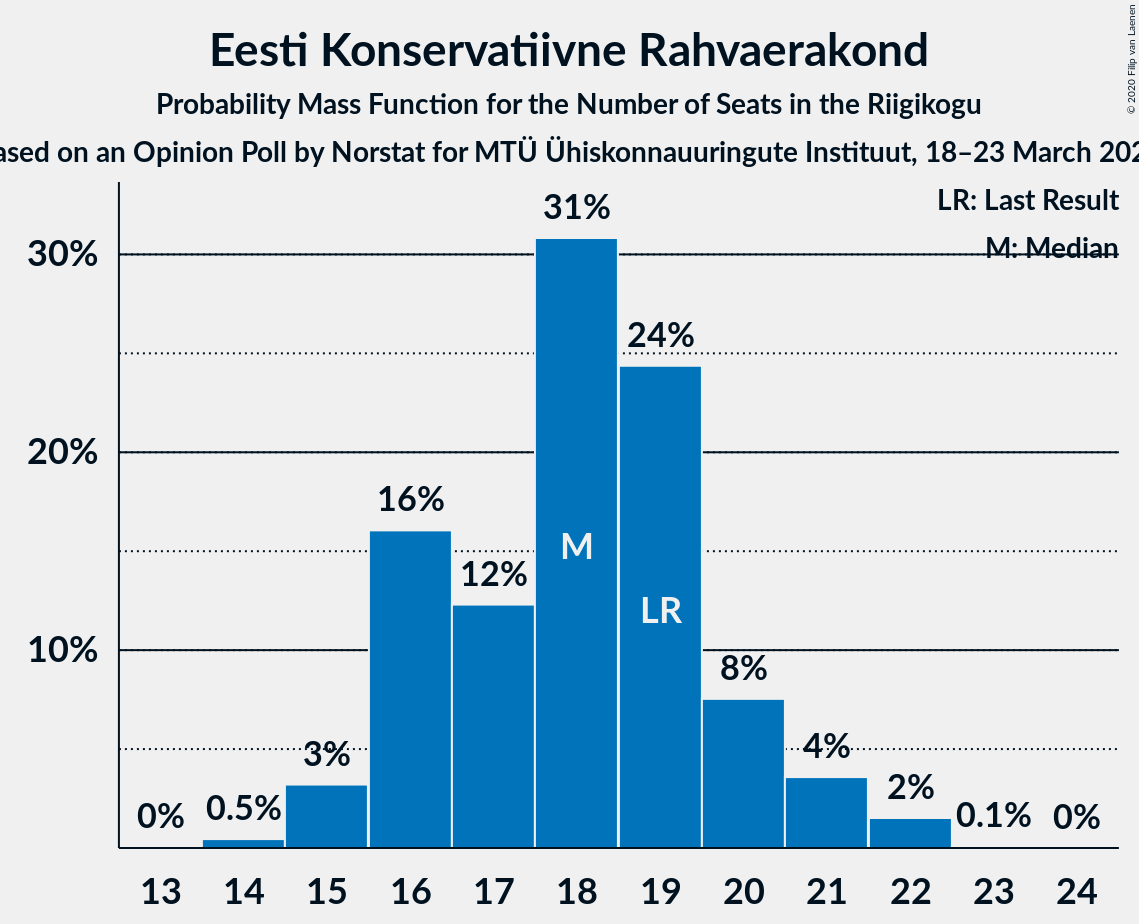 Eesti Konservatiivne Rahvaerakond
Probability Mass Function for the Number of Seats in the Riigikogu
ased on an Opinion Poll by Norstat for MTÜ Ühiskonnauuringute Instituut, 18–23 March 202
© 2020 Filip van Laenen
LR: Last Result
M: Median
30%
20%
10%
0%
0.5%
3%
16%
12%
31%
24%
8%
4%
2%
0.1%
0%
M
LR
13 14 15 16 17 18 19 20 21 22 23 24